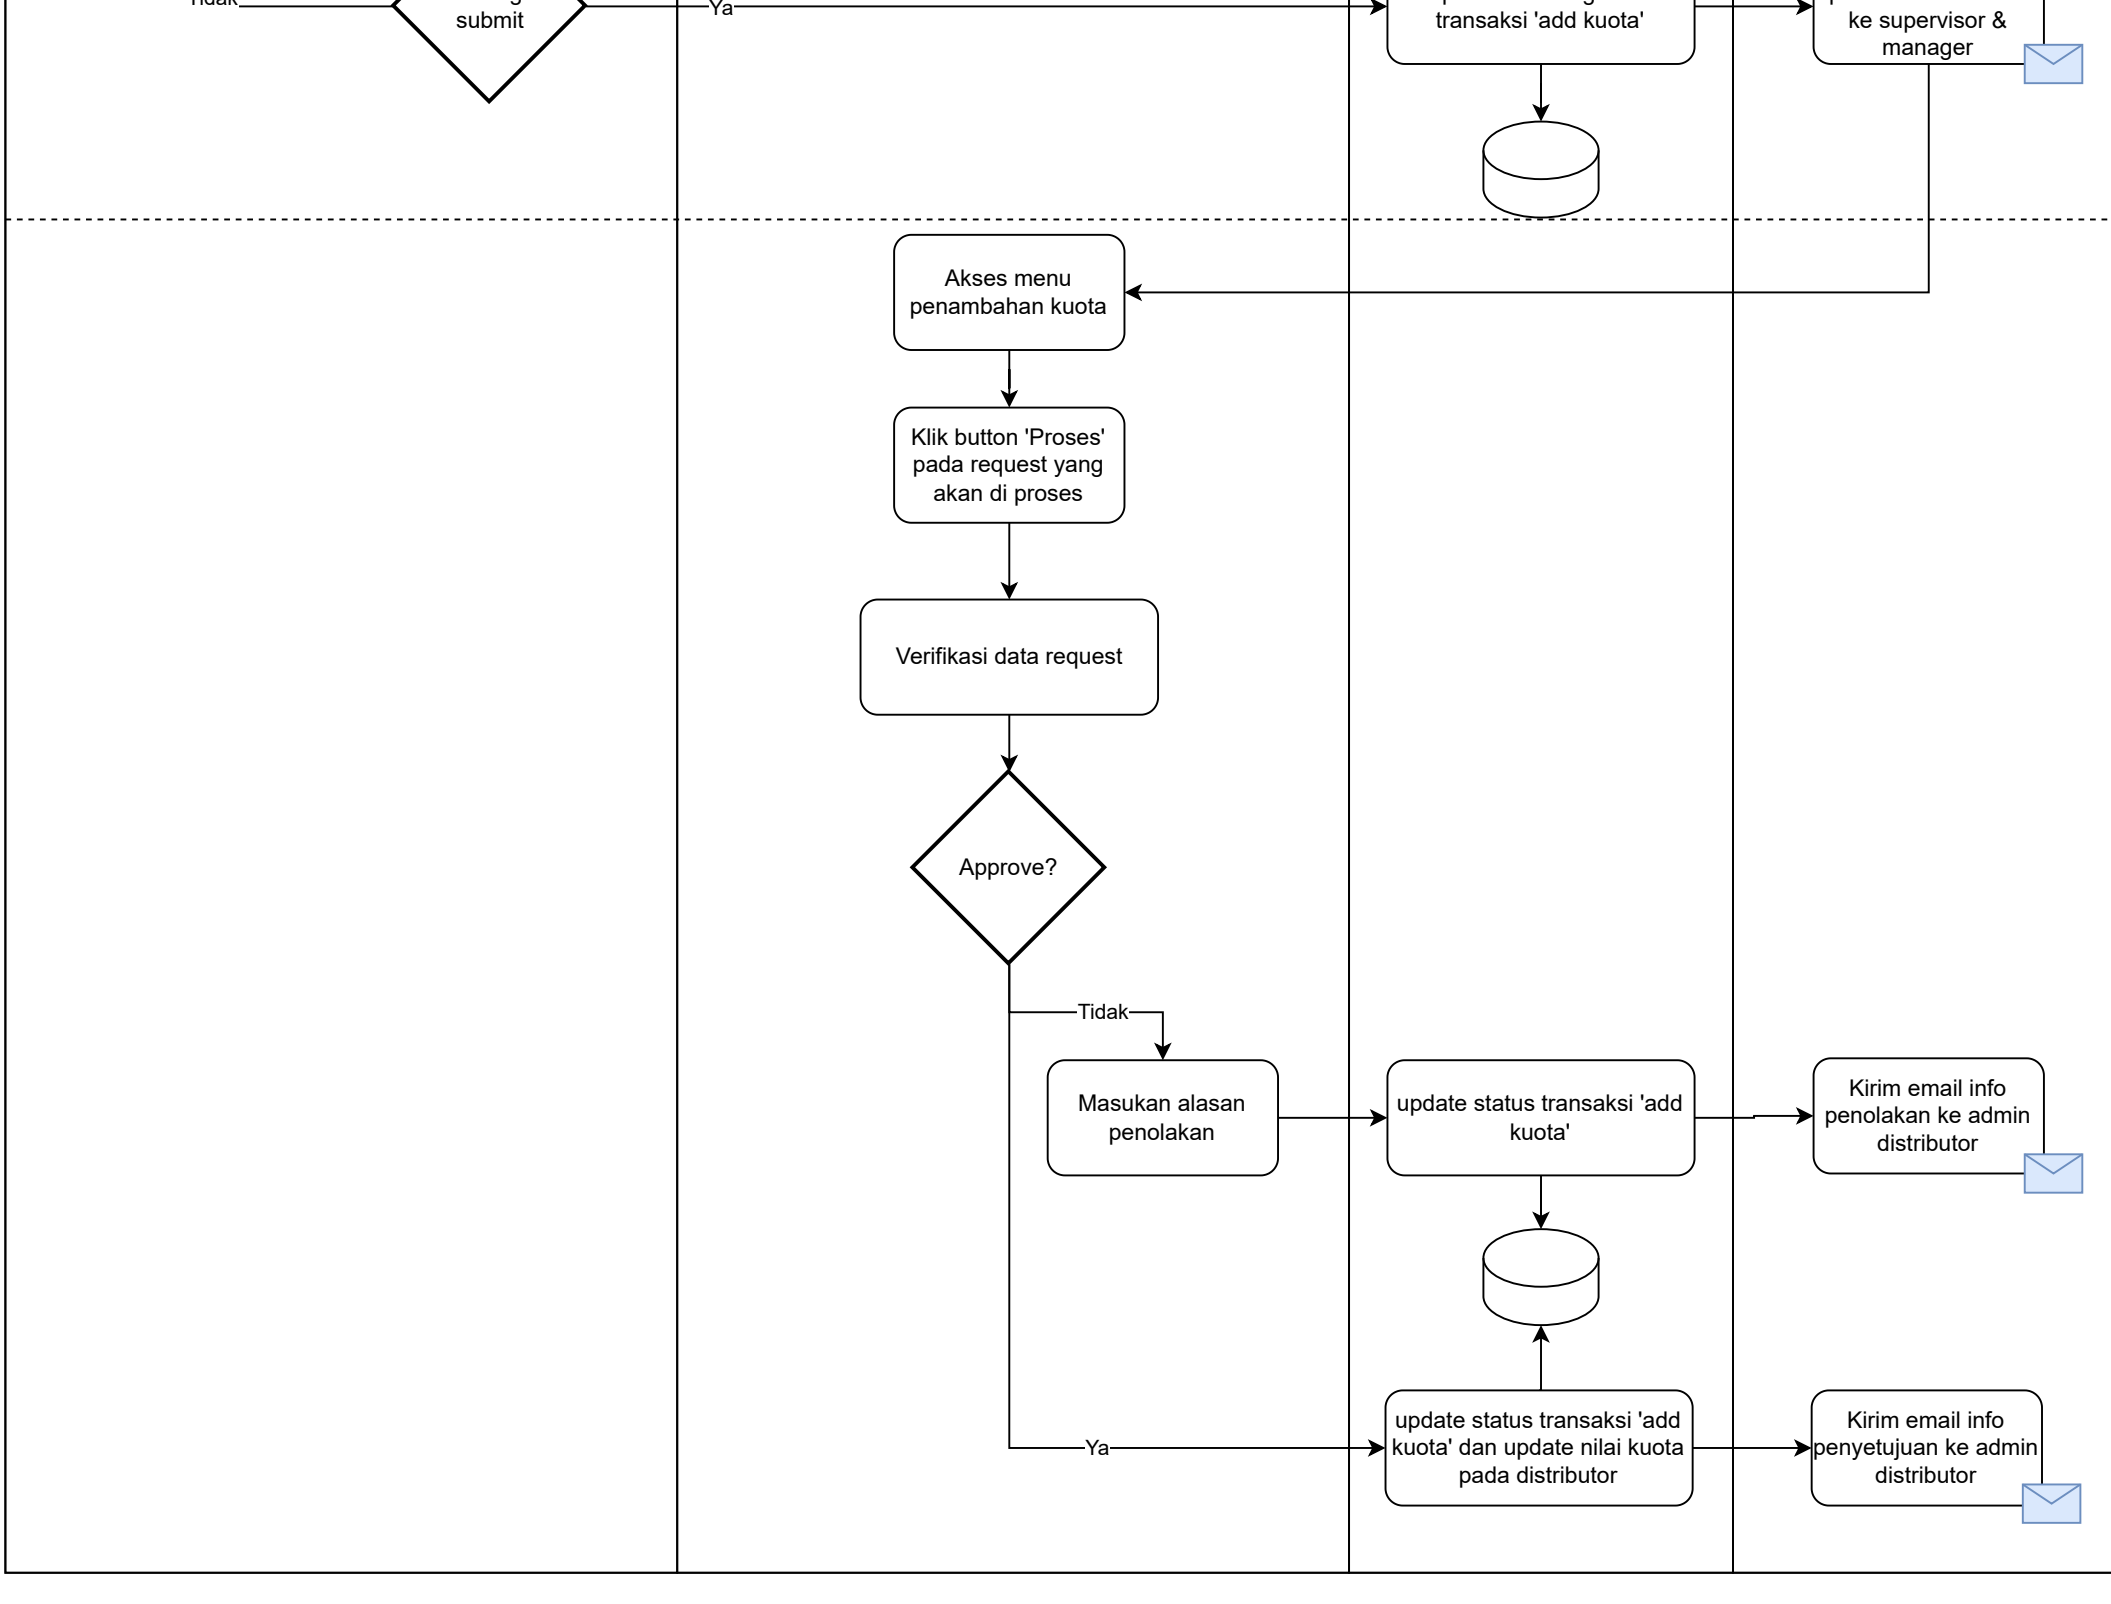 Ya
submit
transaksi 'add kuota'
ke supervisor &
manager
Akses menu
penambahan kuota
Klik button 'Proses'
pada request yang
akan di proses
Verifikasi data request
Approve?
Tidak
Masukan alasan
penolakan
update status transaksi 'add
kuota'
Kirim email info
penolakan ke admin
distributor
Ya
update status transaksi 'add
kuota' dan update nilai kuota
pada distributor
Kirim email info
penyetujuan ke admin
distributor